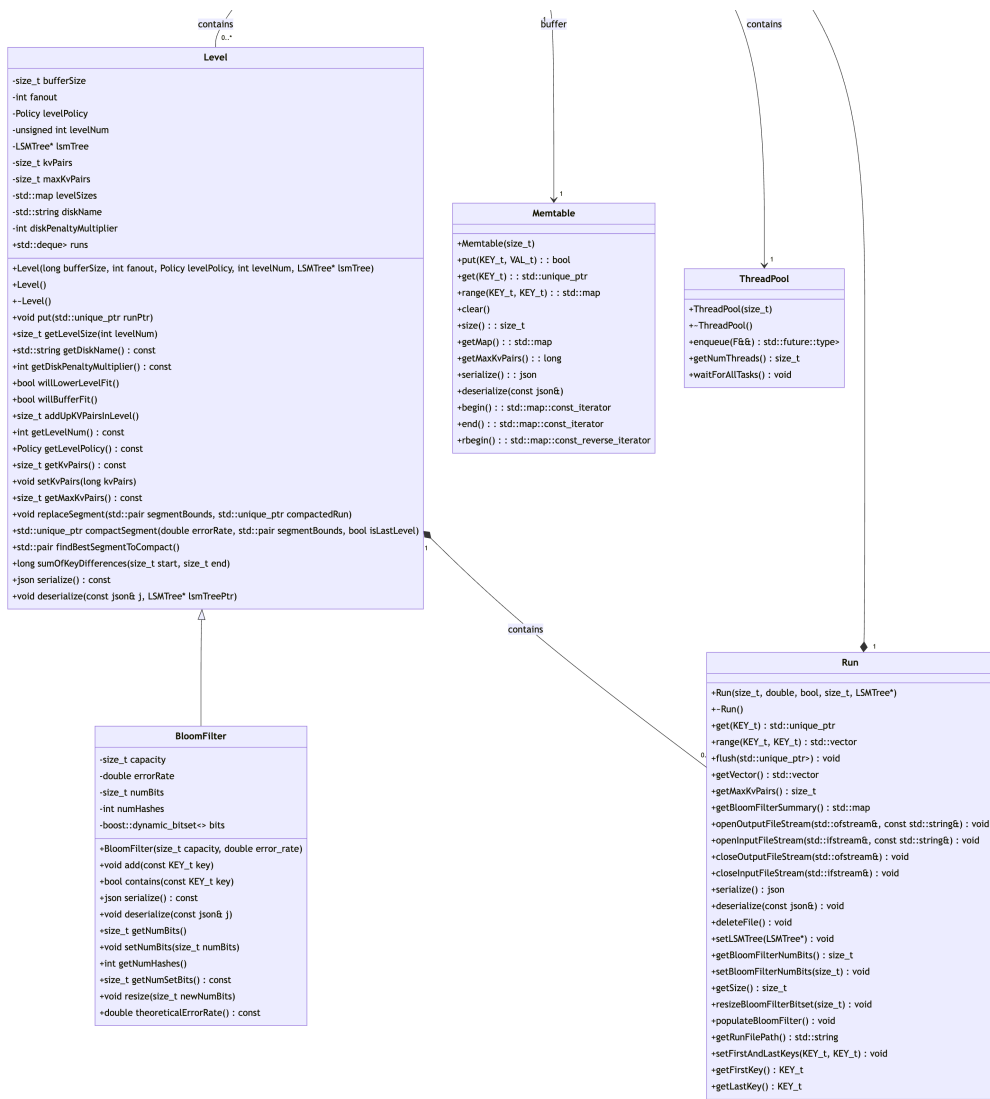 contains
0..*
Level
-size_t bufferSize
-int fanout
-Policy levelPolicy
-unsigned int levelNum
-LSMTree* lsmTree
-size_t kvPairs
-size_t maxKvPairs
-std::map levelSizes
-std::string diskName
-int diskPenaltyMultiplier
+std::deque> runs
+Level(long bufferSize, int fanout, Policy levelPolicy, int levelNum, LSMTree* lsmTree)
+Level()
+~Level()
+void put(std::unique_ptr runPtr)
+size_t getLevelSize(int levelNum)
+std::string getDiskName() : const
+int getDiskPenaltyMultiplier() : const
+bool willLowerLevelFit()
+bool willBufferFit()
+size_t addUpKVPairsInLevel()
+int getLevelNum() : const
+Policy getLevelPolicy() : const
+size_t getKvPairs() : const
+void setKvPairs(long kvPairs)
+size_t getMaxKvPairs() : const
+void replaceSegment(std::pair segmentBounds, std::unique_ptr compactedRun)
+std::unique_ptr compactSegment(double errorRate, std::pair segmentBounds, bool isLastLevel)
+std::pair findBestSegmentToCompact()
+long sumOfKeyDifferences(size_t start, size_t end)
+json serialize() : const
+void deserialize(const json& j, LSMTree* lsmTreePtr)
1
buffer
1
Memtable
+Memtable(size_t)
+put(KEY_t, VAL_t) : : bool
+get(KEY_t) : : std::unique_ptr
+range(KEY_t, KEY_t) : : std::map
+clear()
+size() : : size_t
+getMap() : : std::map
+getMaxKvPairs() : : long
+serialize() : : json
+deserialize(const json&)
+begin() : : std::map::const_iterator
+end() : : std::map::const_iterator
+rbegin() : : std::map::const_reverse_iterator
contains
1
ThreadPool
+ThreadPool(size_t)
+~ThreadPool()
+enqueue(F&&) : std::future::type>
+getNumThreads() : size_t
+waitForAllTasks() : void
1
contains
0..
1
BloomFilter
-size_t capacity
-double errorRate
-size_t numBits
-int numHashes
-boost::dynamic_bitset<> bits
+BloomFilter(size_t capacity, double error_rate)
+void add(const KEY_t key)
+bool contains(const KEY_t key)
+json serialize() : const
+void deserialize(const json& j)
+size_t getNumBits()
+void setNumBits(size_t numBits)
+int getNumHashes()
+size_t getNumSetBits() : const
+void resize(size_t newNumBits)
+double theoreticalErrorRate() : const
Run
+Run(size_t, double, bool, size_t, LSMTree*)
+~Run()
+get(KEY_t) : std::unique_ptr
+range(KEY_t, KEY_t) : std::vector
+flush(std::unique_ptr>) : void
+getVector() : std::vector
+getMaxKvPairs() : size_t
+getBloomFilterSummary() : std::map
+openOutputFileStream(std::ofstream&, const std::string&) : void
+openInputFileStream(std::ifstream&, const std::string&) : void
+closeOutputFileStream(std::ofstream&) : void
+closeInputFileStream(std::ifstream&) : void
+serialize() : json
+deserialize(const json&) : void
+deleteFile() : void
+setLSMTree(LSMTree*) : void
+getBloomFilterNumBits() : size_t
+setBloomFilterNumBits(size_t) : void
+getSize() : size_t
+resizeBloomFilterBitset(size_t) : void
+populateBloomFilter() : void
+getRunFilePath() : std::string
+setFirstAndLastKeys(KEY_t, KEY_t) : void
+getFirstKey() : KEY_t
+getLastKey() : KEY_t